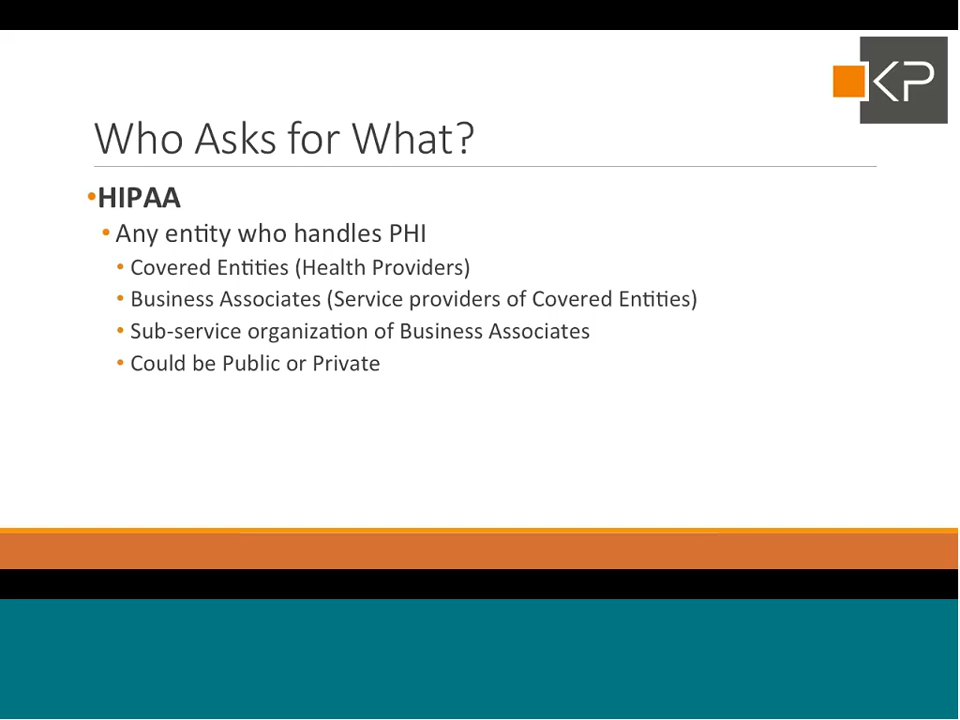 KP
Who Asks for What?
•HIPAA
• Any entity who handles PHI
• Covered Entities (Health Providers)
• Business Associates (Service providers of Covered Entities)
• Sub-service organization of Business Associates
• Could be Public or Private